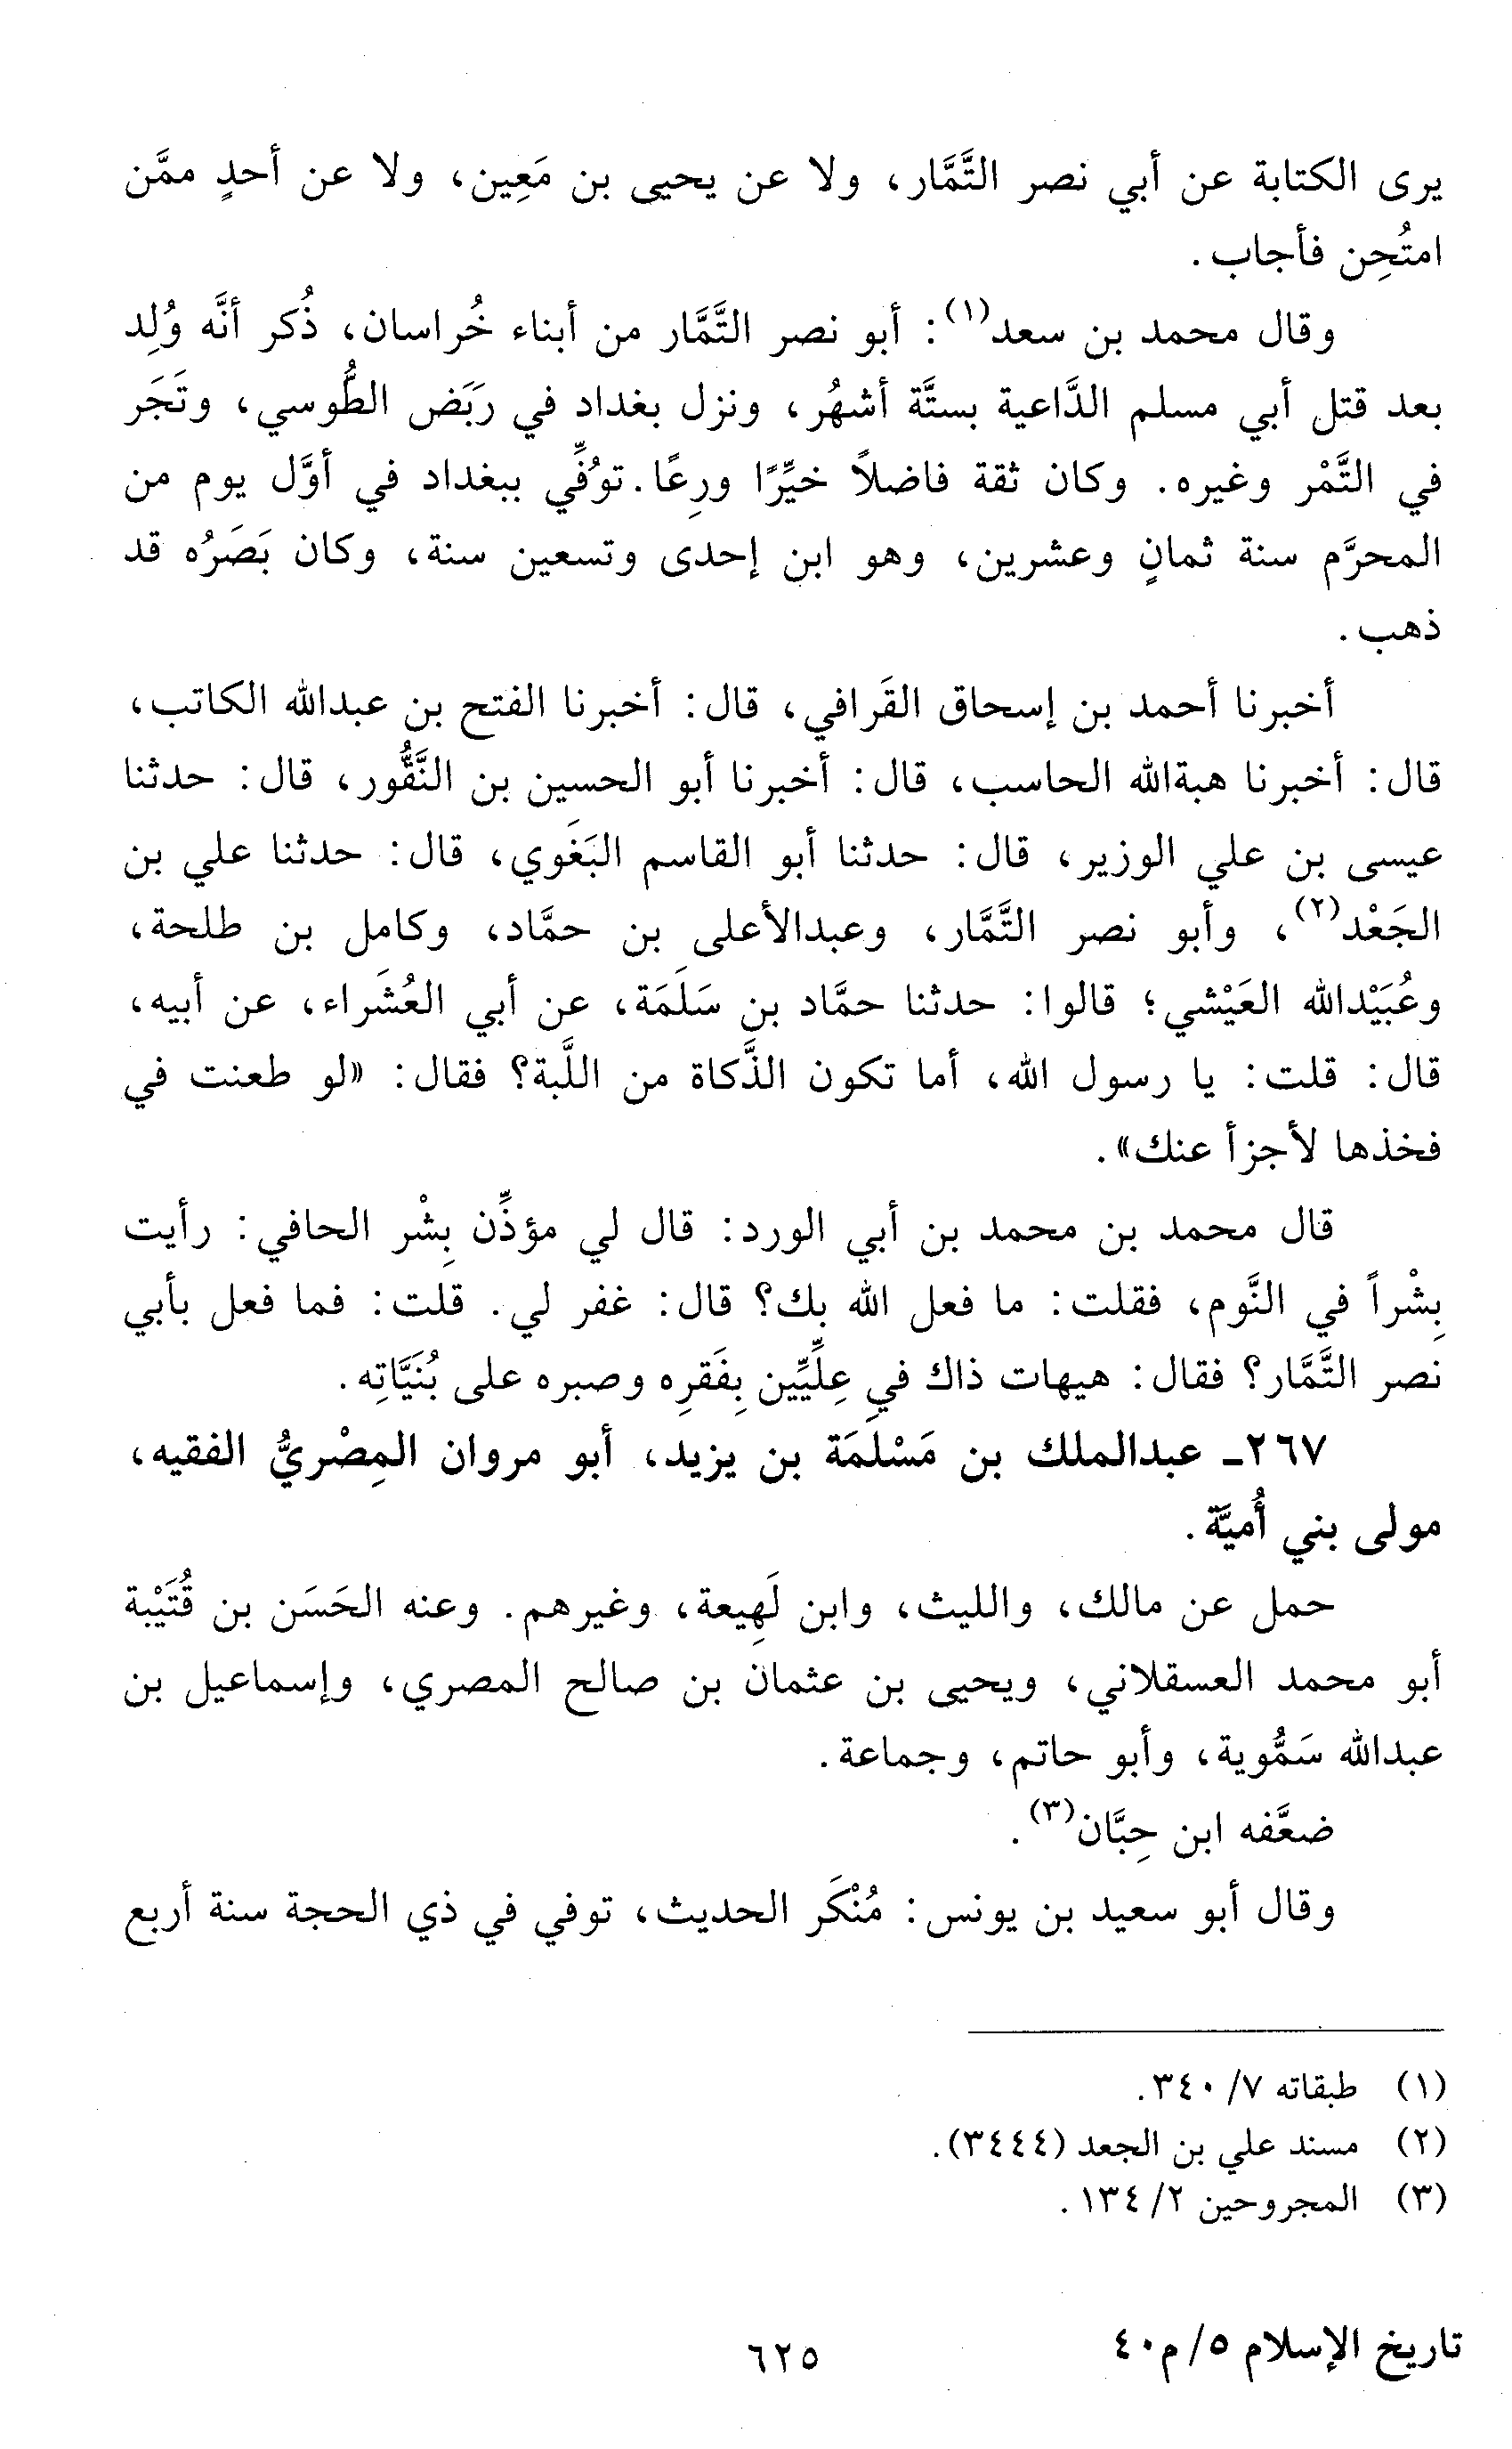 يرى الكتابة عن أبي نصر التَّمَّار، ولا عن يحيى بن مَعِين، ولا عن أحدٍ ممَّن
امتُحِن فأجاب.
وقال محمد بن سعد(١): أبو نصر التَّمَّار من أبناء خُراسان، ذُكر أنَّه وُلِد
بعد قتل أبي مسلم الدَّاعية بستَّة أشهُر، ونزل بغداد في رَبَض الطُّوسي، وتَجَر
في التَّمْر وغيره. وكان ثقة فاضلاً خيِّرًا ورِعًا. توُفِّي ببغداد في أوَّل يوم من
المحرَّم سنة ثمانٍ وعشرين، وهو ابن إحدى وتسعين سنة، وكان بَصَرُه قد
ذهب.
أخبرنا أحمد بن إسحاق القَرافي، قال: أخبرنا الفتح بن عبدالله الكاتب،
قال: أخبرنا هبةالله الحاسب، قال: أخبرنا أبو الحسين بن النَّقُّور، قال: حدثنا
عيسى بن علي الوزير، قال: حدثنا أبو القاسم البَغَوي، قال: حدثنا علي بن
الجَعْد(٢)، وأبو نصر التَّمَّار، وعبدالأعلى بن حمَّاد، وكامل بن طلحة،
وعُبَيْدالله العَيْشي؛ قالوا: حدثنا حمَّاد بن سَلَمَة، عن أبي العُشَراء، عن أبيه،
قال: قلت: يا رسول الله، أما تكون الذَّكاة من اللَّبة؟ فقال: «لو طعنت في
فخذها لأجزأ عنك».
قال محمد بن محمد بن أبي الورد: قال لي مؤذِّن بِشْر الحافي: رأيت
بِشْراً في النَّوم، فقلت: ما فعل الله بك؟ قال: غفر لي. قلت: فما فعل بأبي
نصر التَّمَّار؟ فقال: هيهات ذاك في عِلِّيِّين بِفَقرِه وصبره على بُنَيَّاتِه.
٢٦٧- عبدالملك بن مَسْلَمَة بن يزيد، أبو مروان المِصْريُّ الفقيه،
مولى بني أُميَّة.
حمل عن مالك، والليث، وابن لَهِيعة، وغيرهم. وعنه الحَسَن بن قُتَيْبة
أبو محمد العسقلاني، ويحيى بن عثمان بن صالح المصري، وإسماعيل بن
عبدالله سَمُّوية، وأبو حاتم، وجماعة.
ضعَّفه ابن حِبَّان(٣).
وقال أبو سعيد بن يونس: مُنْكَر الحديث، توفي في ذي الحجة سنة أربع
(١) طبقاته ٧/ ٣٤٠.
(٢) مسند علي بن الجعد (٣٤٤٤).
(٣) المجروحين ٢/ ١٣٤.
تاريخ الإسلام ٥/ م٤٠
٦٢٥